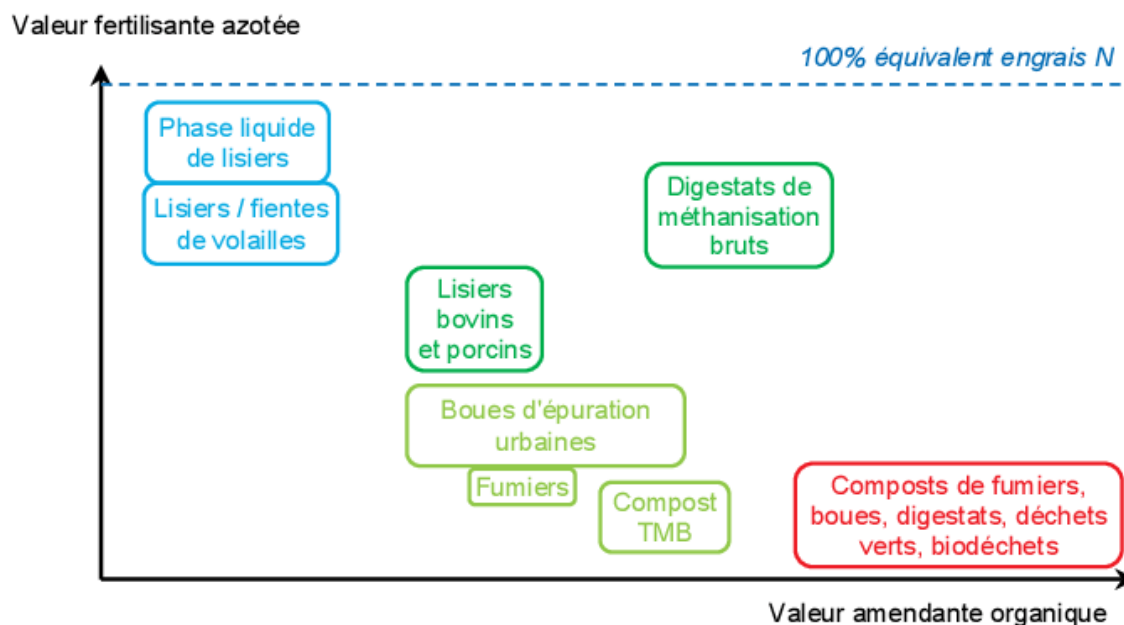 Valeur fertilisante azotée
100% équivalent engrais N
Phase liquide
de lisiers
Lisiers / fientes
de volailles
Digestats de
méthanisation
bruts
Lisiers
bovins
et porcins
Boues d'épuration
urbaines
Fumiers
Compost
TMB
Composts de fumiers,
boues, digestats, déchets
verts, biodéchets
Valeur amendante organique